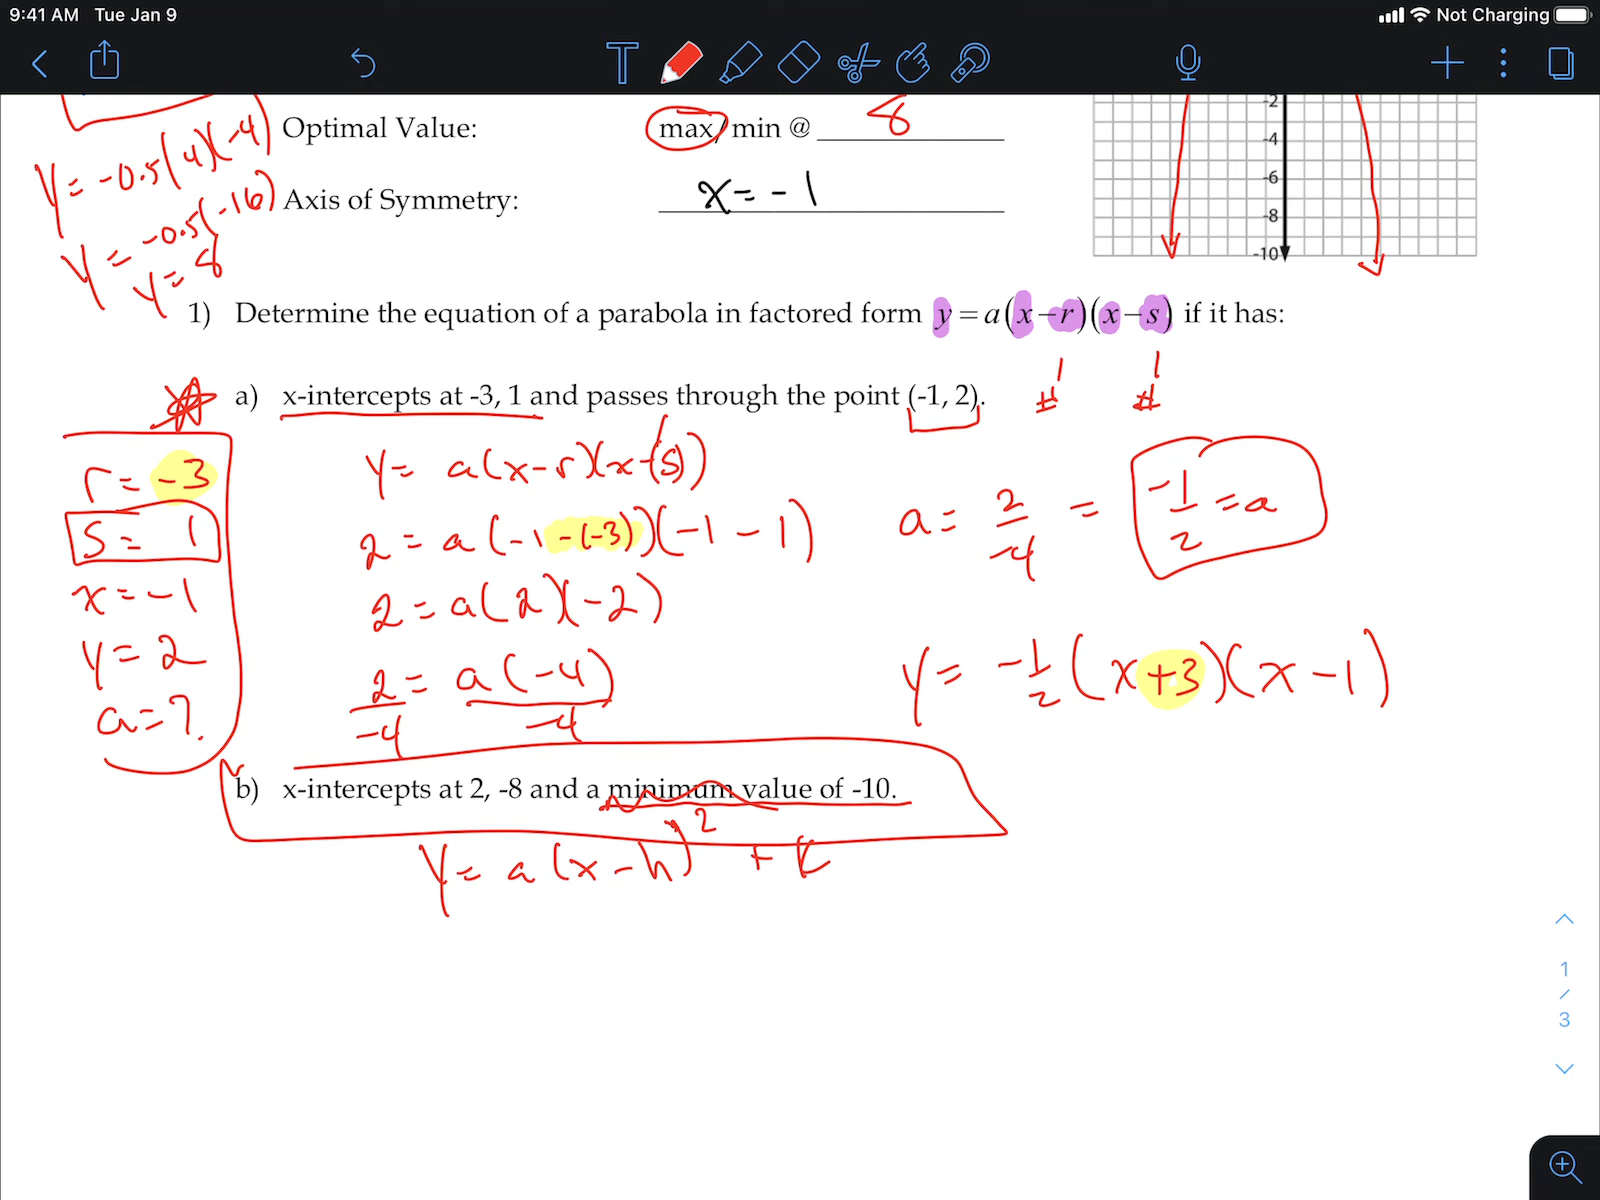 9:41 AM Tue Jan 9
Not Charging
y = -0.5(4)(-4)
y = -0.5(-16)
y = 8
Optimal Value: max/min @ 8
Axis of Symmetry: x = -1
-2
-4
-6
-8
-10
1) Determine the equation of a parabola in factored form y = a(x-r)(x-s) if it has:
# #
a) x-intercepts at -3, 1 and passes through the point (-1, 2).
r = -3
s = 1
x = -1
y = 2
a = ?
y = a(x-r)(x-(s))
2 = a(-1-(-3))(-1-1)
2 = a(2)(-2)
2/-4 = a(-4)/-4
a = 2/-4 = -1/2 = a
y = -1/2(x+3)(x-1)
b) x-intercepts at 2, -8 and a minimum value of -10.
y = a(x-h)² + k
1
/
3